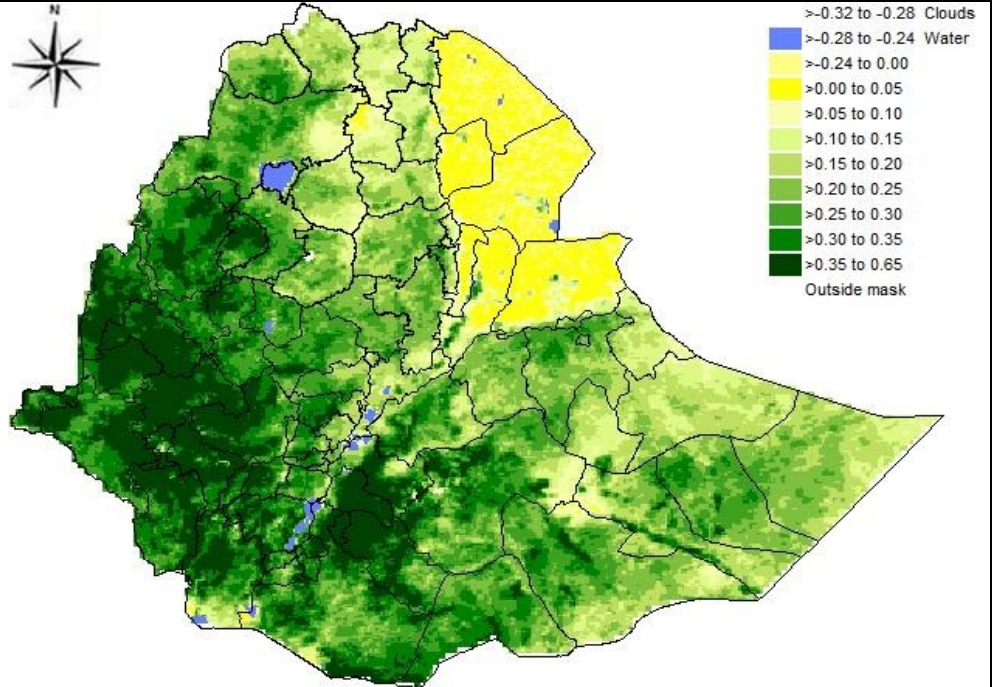 N
>-0.32 to -0.28 Clouds
>-0.28 to -0.24 Water
>-0.24 to 0.00
>0.00 to 0.05
>0.05 to 0.10
>0.10 to 0.15
>0.15 to 0.20
>0.20 to 0.25
>0.25 to 0.30
>0.30 to 0.35
>0.35 to 0.65
Outside mask